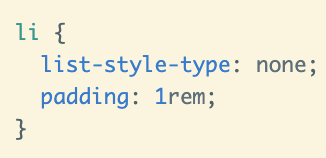 li {
  list-style-type: none;
  padding: 1rem;
}